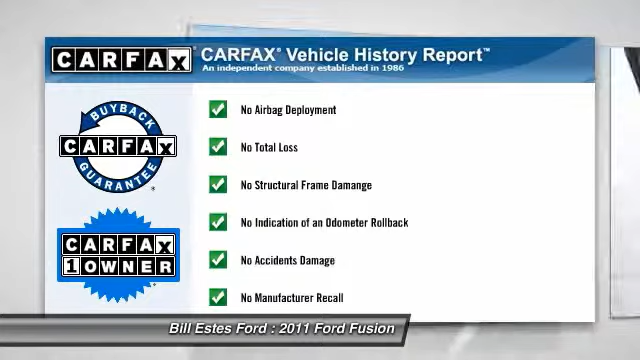 CARFAX
CARFAX® Vehicle History Report™
An independent company established in 1986
BUYBACK
CARFAX
GUARANTEE
CARFAX
1 OWNER
No Airbag Deployment
No Total Loss
No Structural Frame Damange
No Indication of an Odometer Rollback
No Accidents Damage
No Manufacturer Recall
Bill Estes Ford : 2011 Ford Fusion